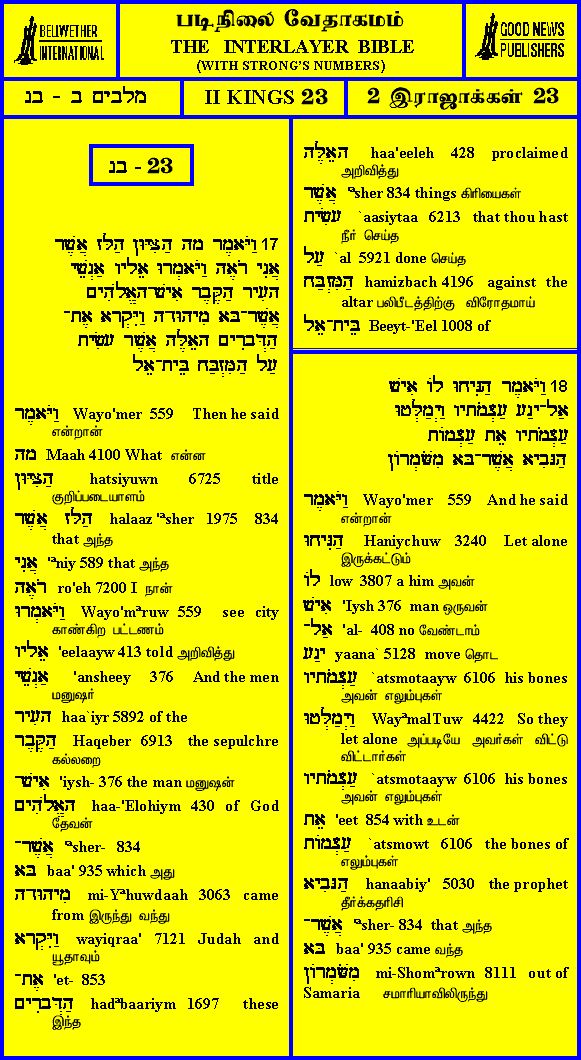 BELLWETHER
INTERNATIONAL
படிநிலை வேதாகமம்
THE INTERLAYER BIBLE
(WITH STRONG'S NUMBERS)
GOOD NEWS
PUBLISHERS
מלכים ב - בנ
II KINGS 23
2 இராஜாக்கள் 23
בנ - 23
17 וַיֹּאמֶר מָה הַצִּיּוּן הַלָּז אֲשֶׁר
אֲנִי רֹאֶה וַיֹּאמְרוּ אֵלָיו אַנְשֵׁי
הָעִיר הַקֶּבֶר אִישׁ־הָאֱלֹהִים
אֲשֶׁר־בָּא מִיהוּדָה וַיִּקְרָא אֶת־
הַדְּבָרִים הָאֵלֶּה אֲשֶׁר עָשִׂיתָ
עַל הַמִּזְבַּח בֵּית־אֵל
וַיֹּאמֶר Wayo'mer 559 Then he said
என்றான்
מָה Maah 4100 What என்ன
הַצִּיּוּן hatsiyuwn 6725 title
குறிப்படையாளம்
הַלָּז אֲשֶׁר halaaz 'ªsher 1975 834
that அந்த
אֲנִי 'ªniy 589 that அந்த
רֹאֶה ro'eh 7200 I நான்
וַיֹּאמְרוּ Wayo'mªruw 559 see city
காண்கிற பட்டணம்
אֵלָיו 'eelaayw 413 told அறிவித்து
אַנְשֵׁי 'ansheey 376 And the men
மனுஷர்
הָעִיר haa`iyr 5892 of the
הַקֶּבֶר Haqeber 6913 the sepulchre
கல்லறை
אִישׁ־ 'iysh- 376 the man மனுஷன்
הָאֱלֹהִים haa-'Elohiym 430 of God
தேவன்
אֲשֶׁר־ 'ªsher- 834
בָּא baa' 935 which அது
מִיהוּדָה mi-Yªhuwdaah 3063 came
from இருந்து வந்து
וַיִּקְרָא wayiqraa' 7121 Judah and
யூதாவும்
אֶת־ 'et- 853
הַדְּבָרִים hadªbaariym 1697 these
இந்த
הָאֵלֶּה haa'eeleh 428 proclaimed
அறிவித்து
אֲשֶׁר 'ªsher 834 things கிரியைகள்
עָשִׂיתָ `aasiytaa 6213 that thou hast
நீர் செய்த
עַל `al 5921 done செய்த
הַמִּזְבַּח hamizbach 4196 against the
altar பலிபீடத்திற்கு விரோதமாய்
בֵּית־אֵל Beeyt-'Eel 1008 of
18 וַיֹּאמֶר הַנִּיחוּ לוֹ אִישׁ
אַל־יָנַע עַצְמֹתָיו וַיְמַלְּטוּ
עַצְמֹתָיו אֵת עַצְמוֹת
הַנָּבִיא אֲשֶׁר־בָּא מִשֹּׁמְרוֹן
וַיֹּאמֶר Wayo'mer 559 And he said
என்றான்
הַנִּיחוּ Haniychuw 3240 Let alone
இருக்கட்டும்
לוֹ low 3807 a him அவன்
אִישׁ 'Iysh 376 man ஒருவன்
אַל־ 'al- 408 no வேண்டாம்
יָנַע yaana` 5128 move தொட
עַצְמֹתָיו `atsmotaayw 6106 his bones
அவன் எலும்புகள்
וַיְמַלְּטוּ WayªmalTuw 4422 So they
let alone அப்படியே அவர்கள் விட்டு
விட்டார்கள்
עַצְמֹתָיו `atsmotaayw 6106 his bones
அவன் எலும்புகள்
אֵת 'eet 854 with உடன்
עַצְמוֹת `atsmowt 6106 the bones of
எலும்புகள்
הַנָּבִיא hanaabiy' 5030 the prophet
தீர்க்கதரிசி
אֲשֶׁר־ 'ªsher- 834 that அந்த
בָּא baa' 935 came வந்த
מִשֹּׁמְרוֹן mi-Shomªrown 8111 out of
Samaria சமாரியாவிலிருந்து